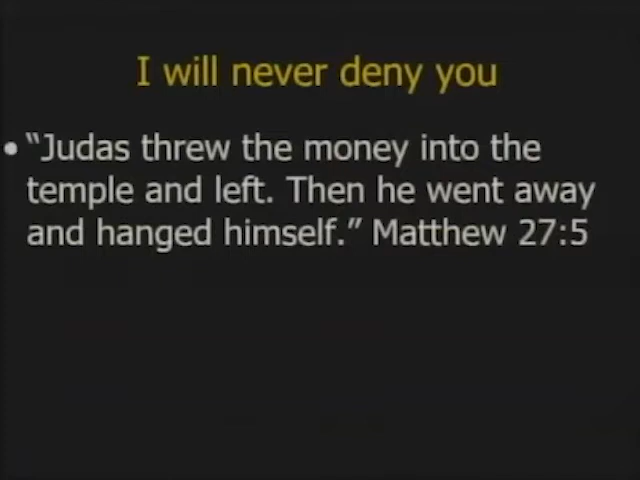 I will never deny you
• “Judas threw the money into the
temple and left. Then he went away
and hanged himself.” Matthew 27:5